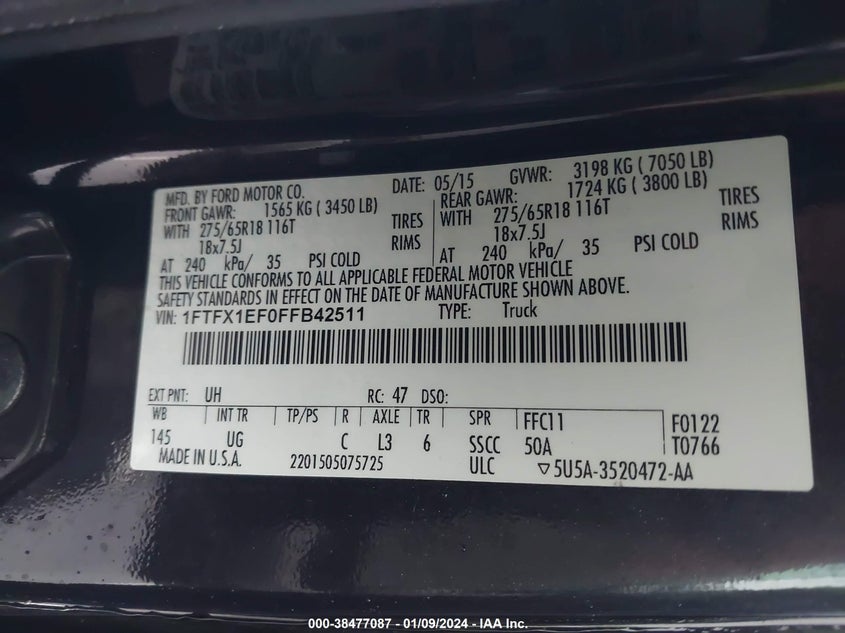 MFD. BY FORD MOTOR CO. DATE: 05/15 GVWR: 3198 KG ( 7050 LB)
FRONT GAWR: 1565 KG ( 3450 LB) REAR GAWR: 1724 KG ( 3800 LB)
WITH 275/65R18 116T TIRES WITH 275/65R18 116T TIRES
18x7.5J RIMS 18x7.5J RIMS
AT 240 kPa/ 35 PSI COLD AT 240 kPa/ 35 PSI COLD
THIS VEHICLE CONFORMS TO ALL APPLICABLE FEDERAL MOTOR VEHICLE
SAFETY STANDARDS IN EFFECT ON THE DATE OF MANUFACTURE SHOWN ABOVE.
VIN: 1FTFX1EF0FFB42511 TYPE: Truck
EXT PNT: UH RC: 47 DSO:
WB INT TR TP/PS R AXLE TR SPR FFC11 F0122
145 UG C L3 6 SSCC 50A T0766
MADE IN U.S.A. 2201505075725 ULC ▽5U5A-3520472-AA
000-38477087 - 01/09/2024 - IAA Inc.